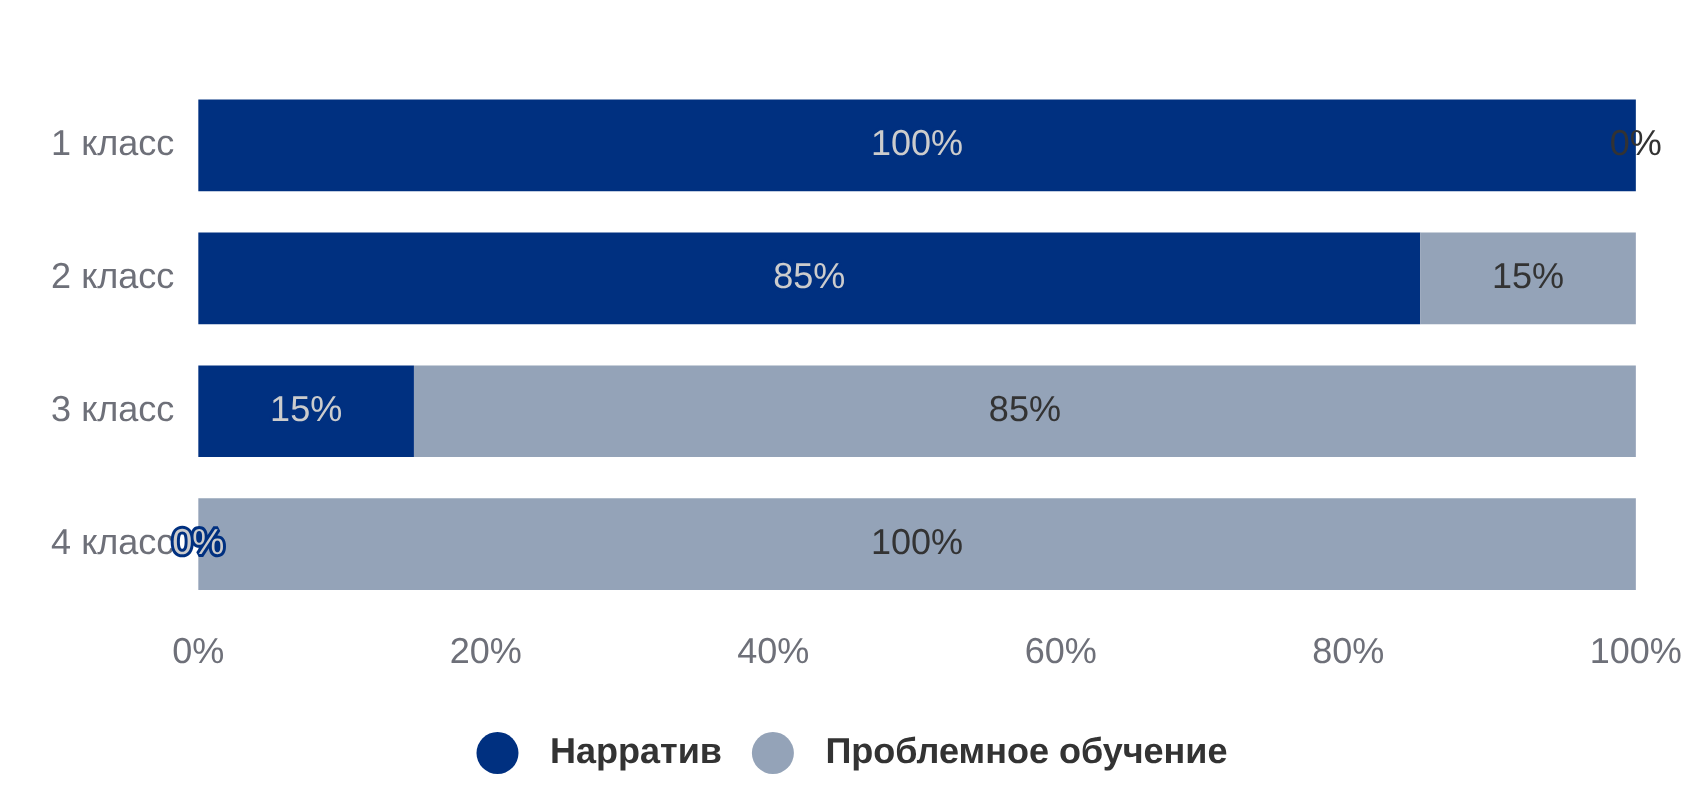 1 класс 100% 0%
2 класс 85% 15%
3 класс 15% 85%
4 класс 0% 100%
0% 20% 40% 60% 80% 100%
Нарратив Проблемное обучение